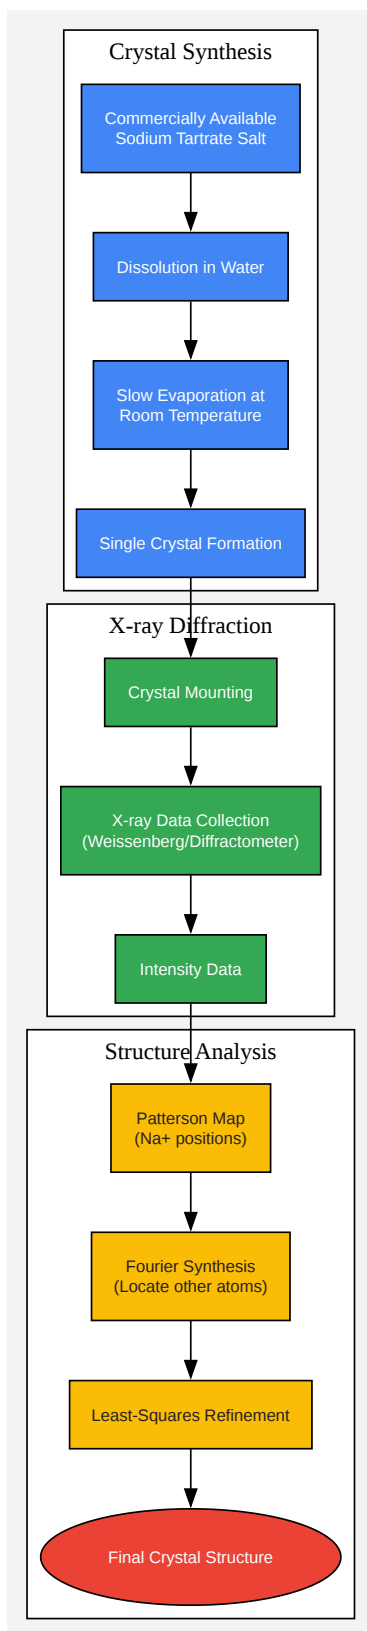 Crystal Synthesis
Commercially Available
Sodium Tartrate Salt
Dissolution in Water
Slow Evaporation at
Room Temperature
Single Crystal Formation
X-ray Diffraction
Crystal Mounting
X-ray Data Collection
(Weissenberg/Diffractometer)
Intensity Data
Structure Analysis
Patterson Map
(Na+ positions)
Fourier Synthesis
(Locate other atoms)
Least-Squares Refinement
Final Crystal Structure